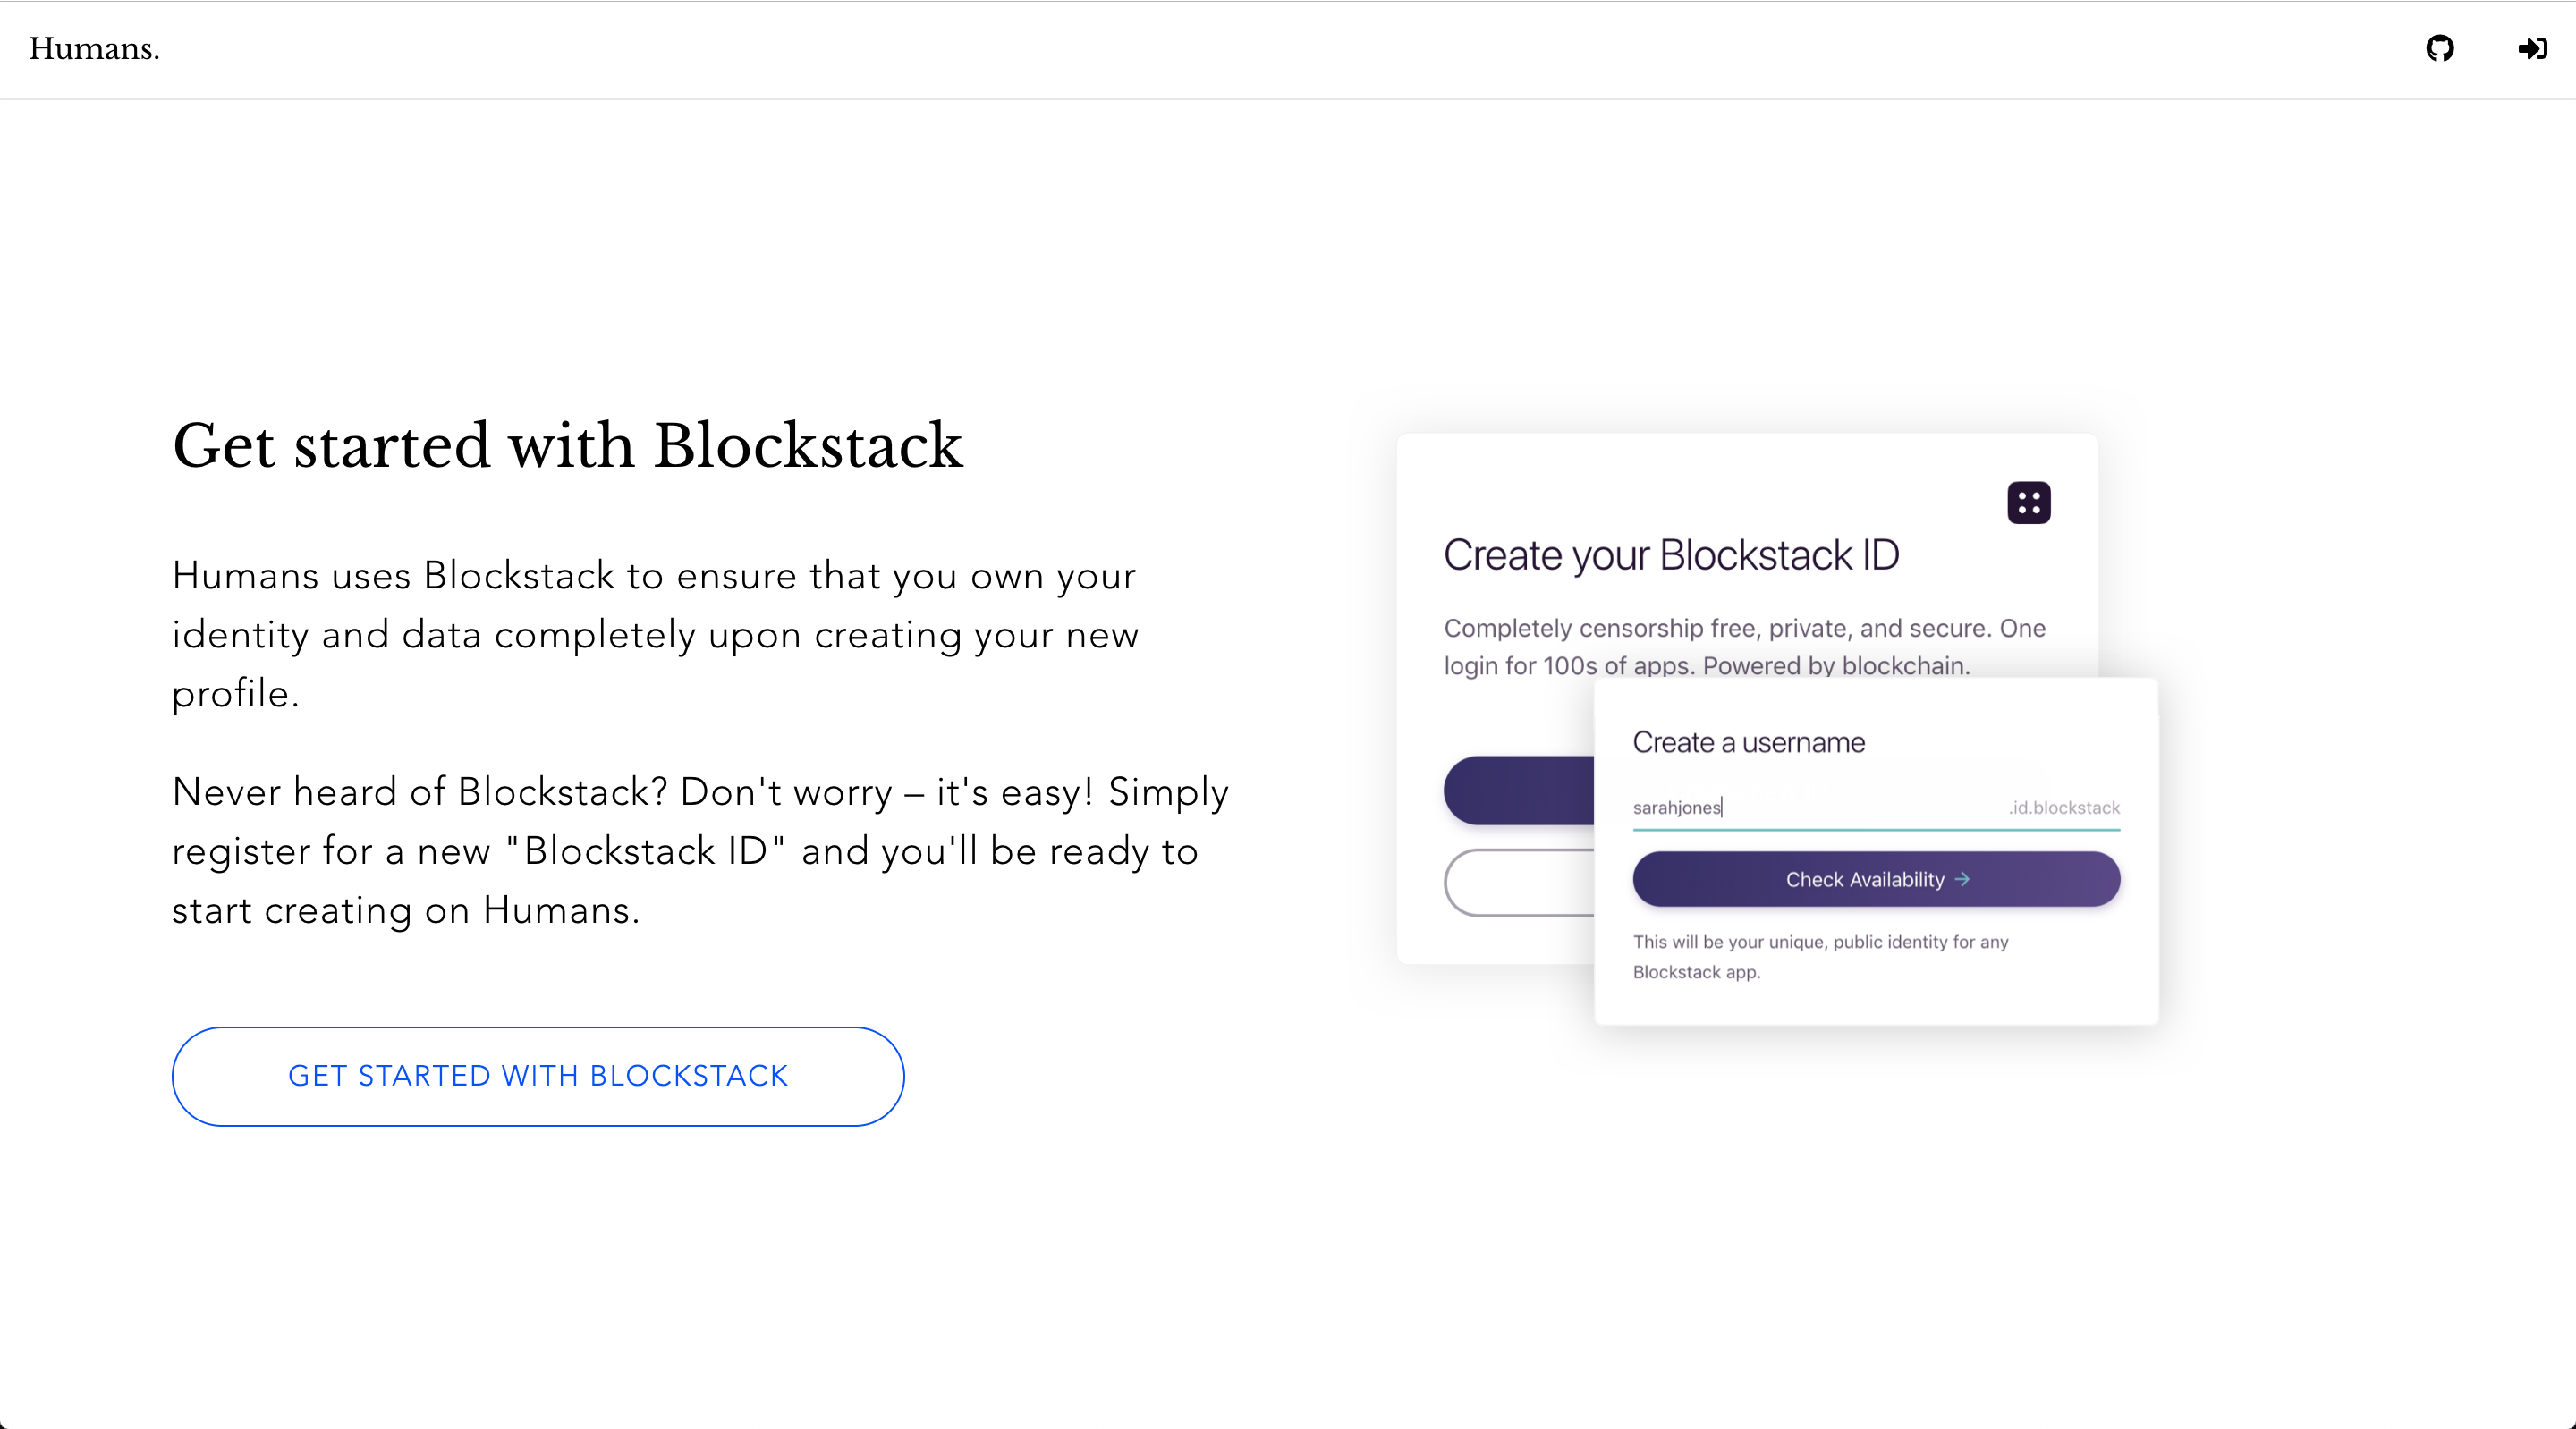 Humans.
Get started with Blockstack
Humans uses Blockstack to ensure that you own your
identity and data completely upon creating your new
profile.
Never heard of Blockstack? Don't worry – it's easy! Simply
register for a new "Blockstack ID" and you'll be ready to
start creating on Humans.
GET STARTED WITH BLOCKSTACK
Create your Blockstack ID
Completely censorship free, private, and secure. One
login for 100s of apps. Powered by blockchain.
Create a username
sarahjones .id.blockstack
Check Availability →
This will be your unique, public identity for any
Blockstack app.